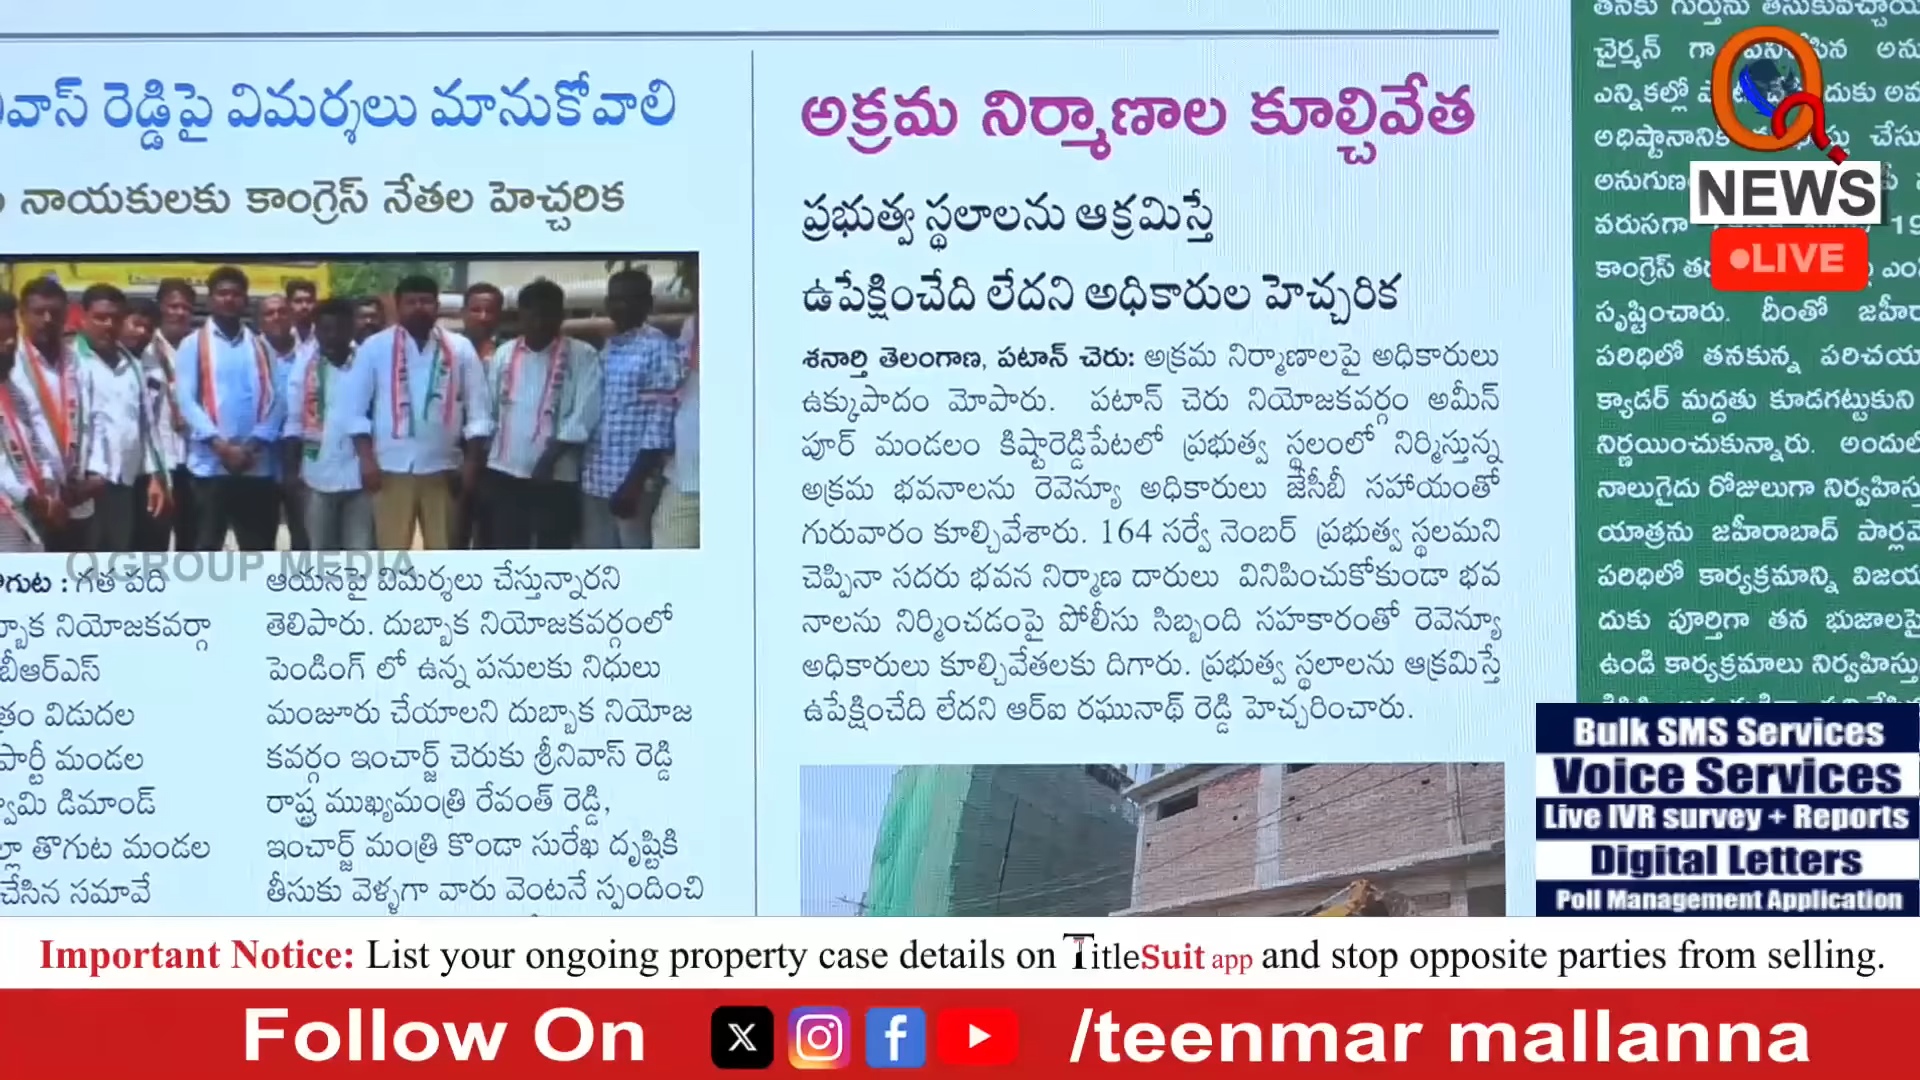 రెడ్డిపై విమర్శలు మానుకోవాలి
నాయకులకు కాంగ్రెస్ నేతల హెచ్చరిక
Q GROUP MEDIA
: గత పది
నియోజకవర్గా
బీఆర్ఎస్
విడుదల
పార్టీ మండల
డిమాండ్
తొగుట మండల
చేసిన సమావే
ఆయనపై విమర్శలు చేస్తున్నారని
తెలిపారు. దుబ్బాక నియోజకవర్గంలో
పెండింగ్ లో ఉన్న పనులకు నిధులు
మంజూరు చేయాలని దుబ్బాక నియోజ
కవర్గం ఇంచార్జ్ చెరుకు శ్రీనివాస్ రెడ్డి
రాష్ట్ర ముఖ్యమంత్రి రేవంత్ రెడ్డి,
ఇంచార్జ్ మంత్రి కొండా సురేఖ దృష్టికి
తీసుకు వెళ్ళగా వారు వెంటనే స్పందించి
అక్రమ నిర్మాణాల కూల్చివేత
ప్రభుత్వ స్థలాలను ఆక్రమిస్తే
ఉపేక్షించేది లేదని అధికారుల హెచ్చరిక
శనార్తి తెలంగాణ, పటాన్ చెరు: అక్రమ నిర్మాణాలపై అధికారులు
ఉక్కుపాదం మోపారు. పటాన్ చెరు నియోజకవర్గం అమీన్
పూర్ మండలం కిష్టారెడ్డిపేటలో ప్రభుత్వ స్థలంలో నిర్మిస్తున్న
అక్రమ భవనాలను రెవెన్యూ అధికారులు జేసీబీ సహాయంతో
గురువారం కూల్చివేశారు. 164 సర్వే నెంబర్ ప్రభుత్వ స్థలమని
చెప్పినా సదరు భవన నిర్మాణ దారులు వినిపించుకోకుండా భవ
నాలను నిర్మించడంపై పోలీసు సిబ్బంది సహకారంతో రెవెన్యూ
అధికారులు కూల్చివేతలకు దిగారు. ప్రభుత్వ స్థలాలను ఆక్రమిస్తే
ఉపేక్షించేది లేదని ఆర్ఐ రఘునాథ్ రెడ్డి హెచ్చరించారు.
తనకు గుర్తును తీసుకువచ్చాయి
చైర్మన్ గా పనిచేసిన
ఎన్నికల్లో
చేసు
వరుసగా
కాంగ్రెస్
సృష్టించారు. దీంతో
పరిధిలో తనకున్న పరిచయ
క్యాడర్ మద్దతు కూడగట్టుకుని
నిర్ణయించుకున్నారు. అందులో
నాలుగైదు రోజులుగా నిర్వహిస్తు
యాత్రను జహీరాబాద్ పార్లమె
పరిధిలో కార్యక్రమాన్ని విజయ
దుకు పూర్తిగా తన భుజాలపై
ఉండి కార్యక్రమాలు నిర్వహిస్తు
Q
NEWS
LIVE
Bulk SMS Services
Voice Services
Live IVR survey + Reports
Digital Letters
Poll Management Application
Important Notice: List your ongoing property case details on TitleSuit app and stop opposite parties from selling.
Follow On /teenmar mallanna